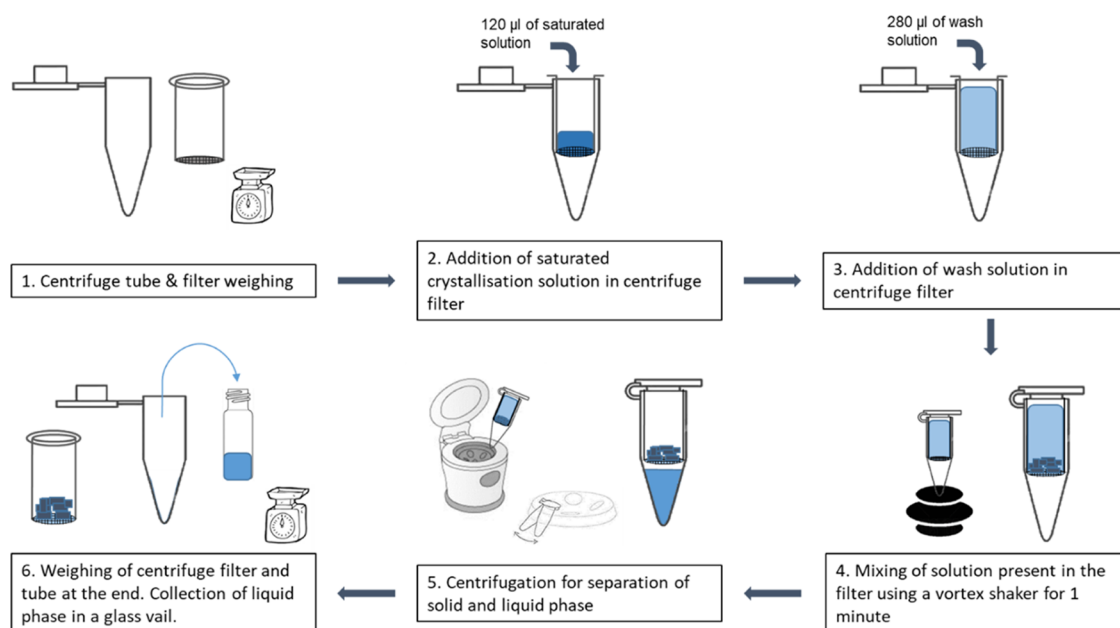 120 µl of saturated
solution
280 µl of wash
solution
1. Centrifuge tube & filter weighing
2. Addition of saturated
crystallisation solution in centrifuge
filter
3. Addition of wash solution in
centrifuge filter
6. Weighing of centrifuge filter and
tube at the end. Collection of liquid
phase in a glass vail.
5. Centrifugation for separation of
solid and liquid phase
4. Mixing of solution present in the
filter using a vortex shaker for 1
minute